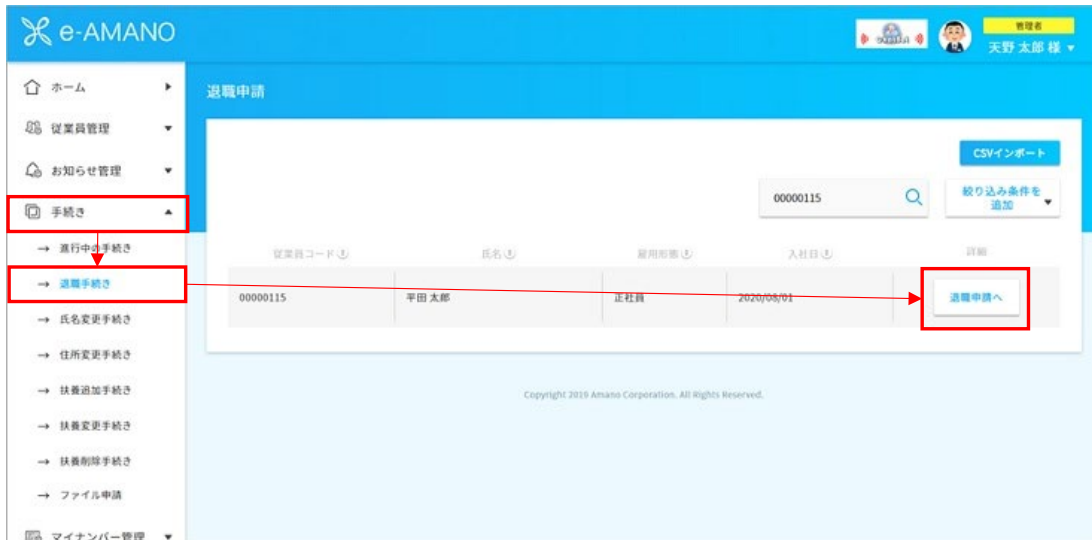 e-AMANO
管理者
天野 太郎 様
ホーム
従業員管理
お知らせ管理
手続き
進行中の手続き
退職手続き
氏名変更手続き
住所変更手続き
扶養追加手続き
扶養変更手続き
扶養削除手続き
ファイル申請
マイナンバー管理
退職申請
CSVインポート
00000115
絞り込み条件を
追加
従業員コード 氏名 雇用形態 入社日 詳細
00000115 平田 太郎 正社員 2020/08/01 退職申請へ
Copyright 2019 Amano Corporation. All Rights Reserved.